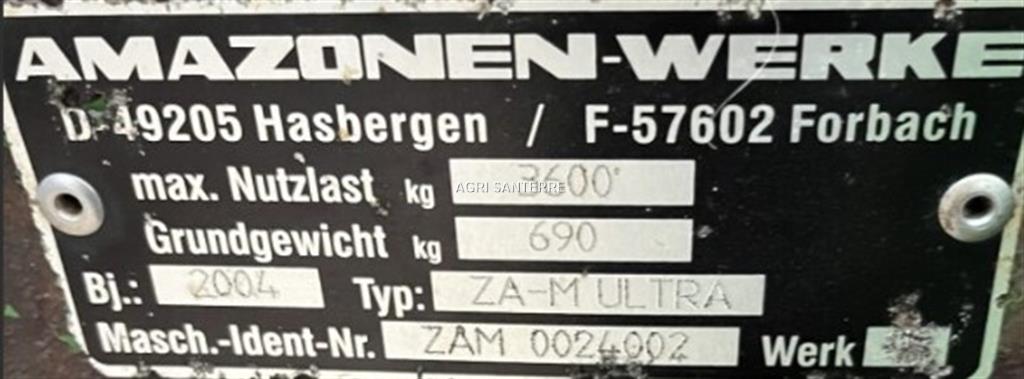 AMAZONEN-WERKE
D-49205 Hasbergen / F-57602 Forbach
max. Nutzlast kg 3600
AGRI SANTERRE
Grundgewicht kg 690
Bj.: 2004 Typ: ZA-M ULTRA
Masch.-Ident-Nr. ZAM 0024002 Werk